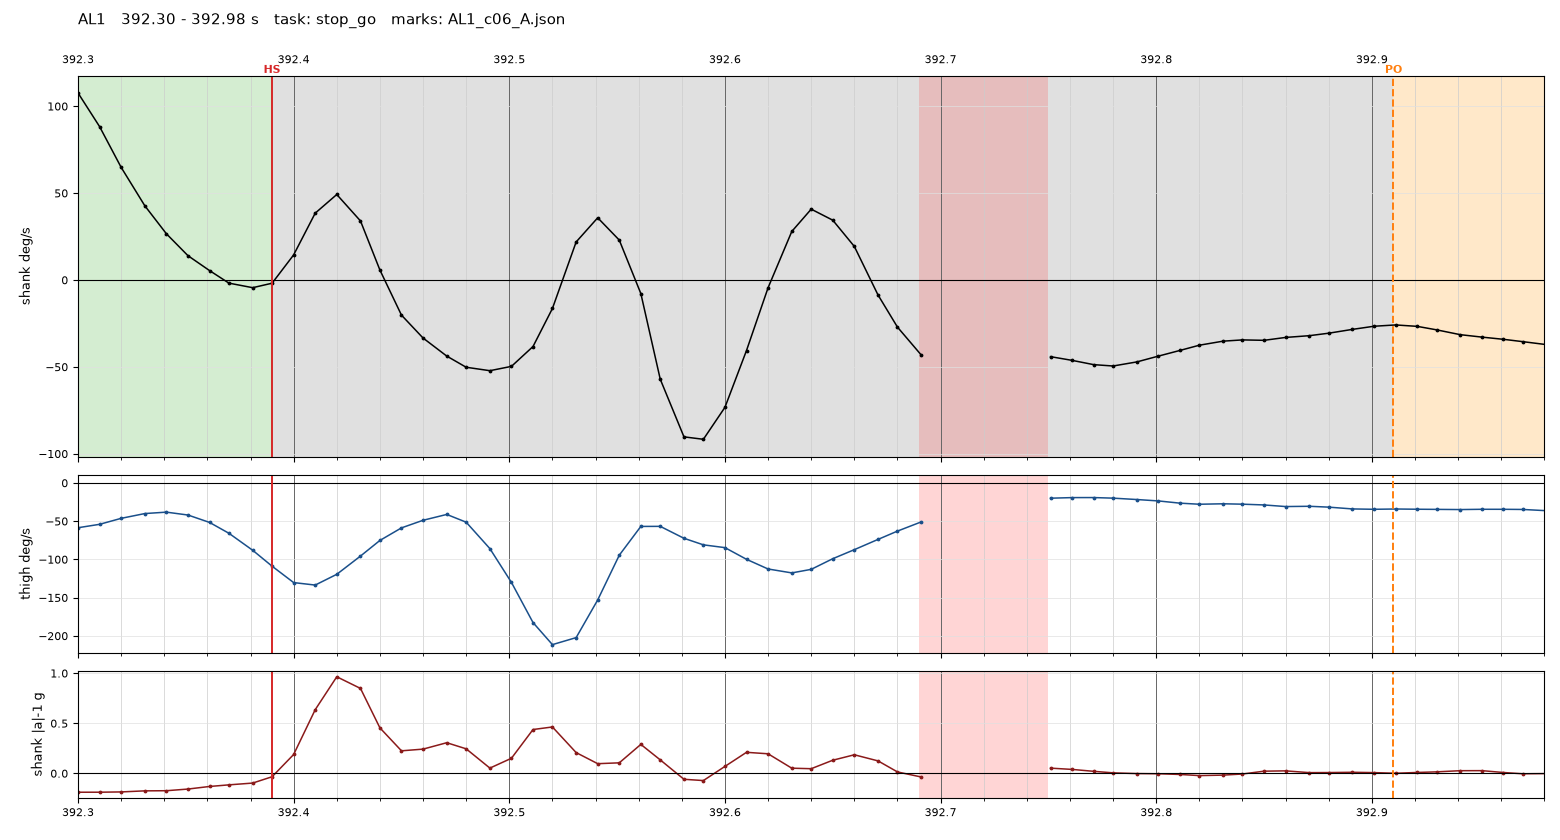 AL1   392.30 - 392.98 s   task: stop_go   marks: AL1_c06_A.json
392.3 392.4 392.5 392.6 392.7 392.8 392.9
HS PO
shank deg/s
100
50
0
−50
−100
thigh deg/s
0
−50
−100
−150
−200
shank |a|-1 g
1.0
0.5
0.0
392.3 392.4 392.5 392.6 392.7 392.8 392.9